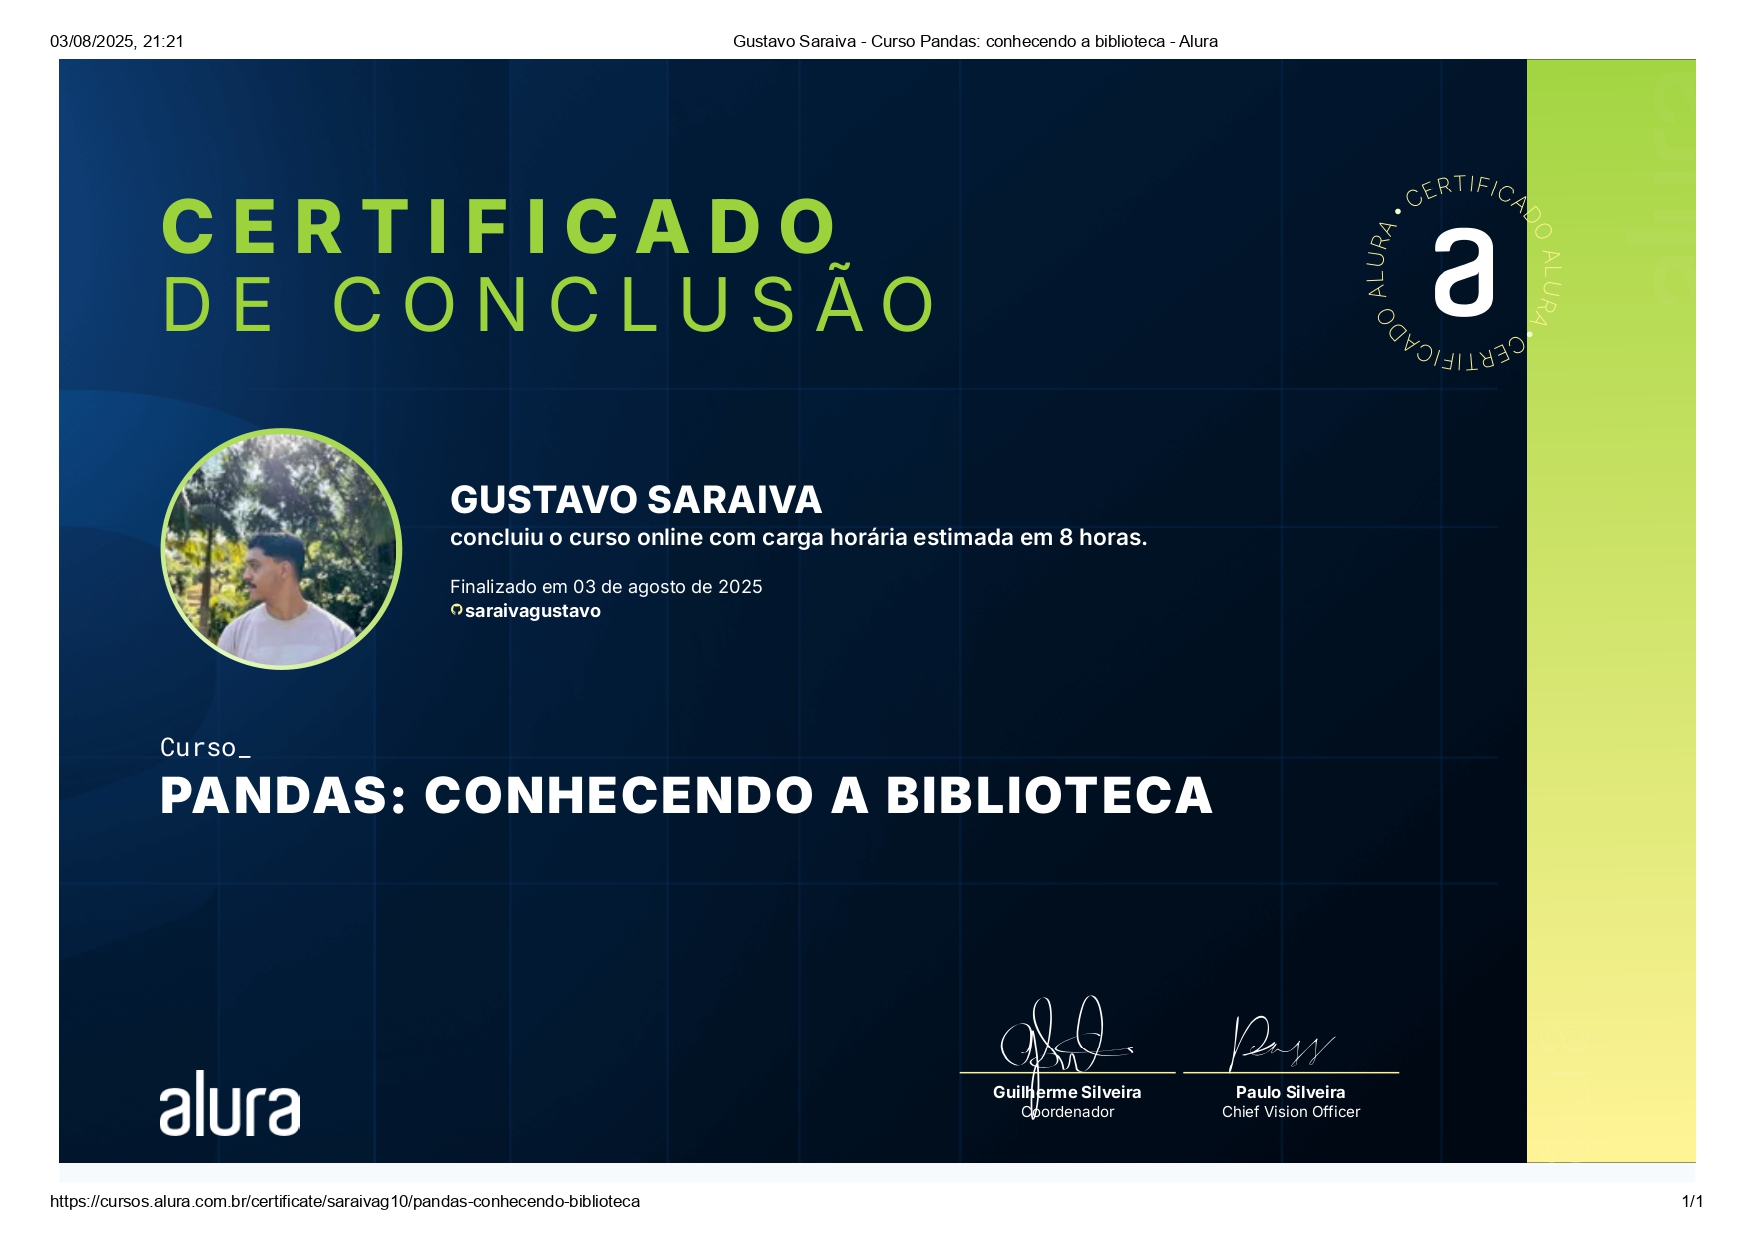 03/08/2025, 21:21
Gustavo Saraiva - Curso Pandas: conhecendo a biblioteca - Alura
CERTIFICADO
DE CONCLUSÃO
CERTIFICADO ALURA • CERTIFICADO ALURA •
a
GUSTAVO SARAIVA
concluiu o curso online com carga horária estimada em 8 horas.
Finalizado em 03 de agosto de 2025
saraivagustavo
Curso_
PANDAS: CONHECENDO A BIBLIOTECA
Guilherme Silveira
Coordenador
Paulo Silveira
Chief Vision Officer
alura
https://cursos.alura.com.br/certificate/saraivag10/pandas-conhecendo-biblioteca
1/1